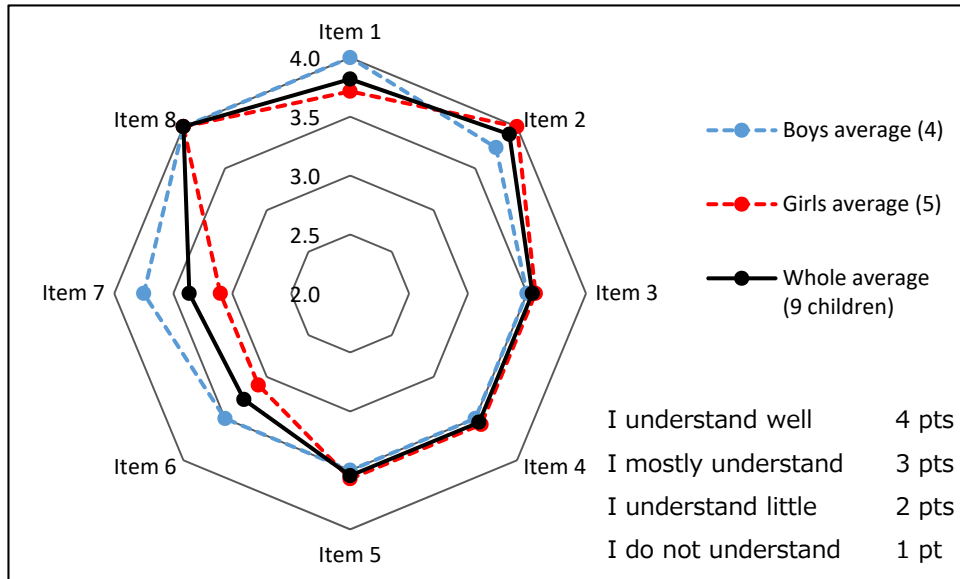 Item 1
4.0
Item 8
Item 2
3.5
Boys average (4)
3.0
Girls average (5)
2.5
Item 7
2.0
Item 3
Whole average
(9 children)
Item 6
Item 4
Item 5
I understand well 4 pts
I mostly understand 3 pts
I understand little 2 pts
I do not understand 1 pt